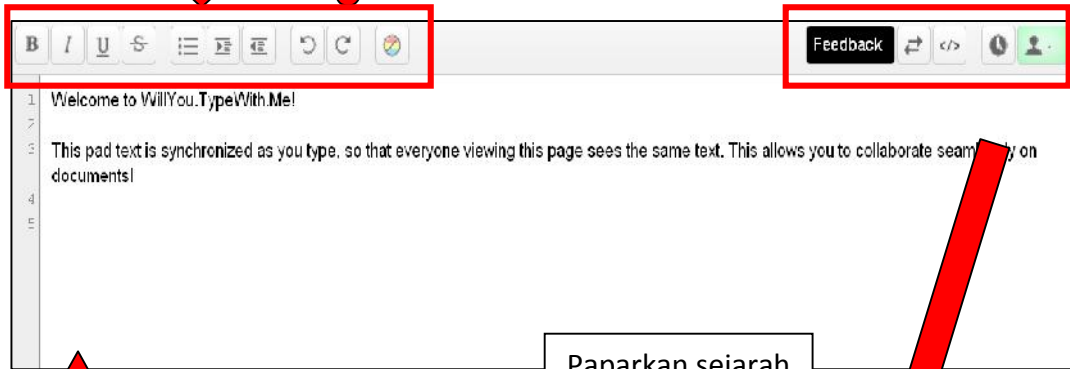 B I U S Feedback </>
1 Welcome to WillYou.TypeWith.Me!
2
3 This pad text is synchronized as you type, so that everyone viewing this page sees the same text. This allows you to collaborate on
documents!
4
5
Paparkan sejarah